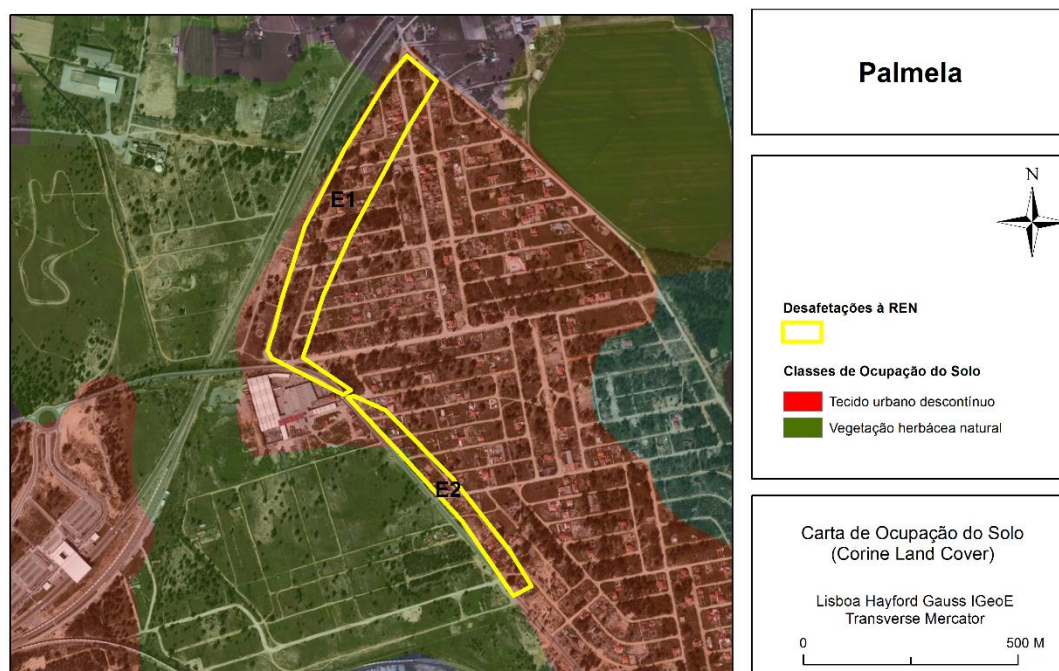 Palmela
E1
E2
N
Desafetações à REN
Classes de Ocupação do Solo
Tecido urbano descontínuo
Vegetação herbácea natural
Carta de Ocupação do Solo
(Corine Land Cover)
Lisboa Hayford Gauss IGeoE
Transverse Mercator
0 500 M